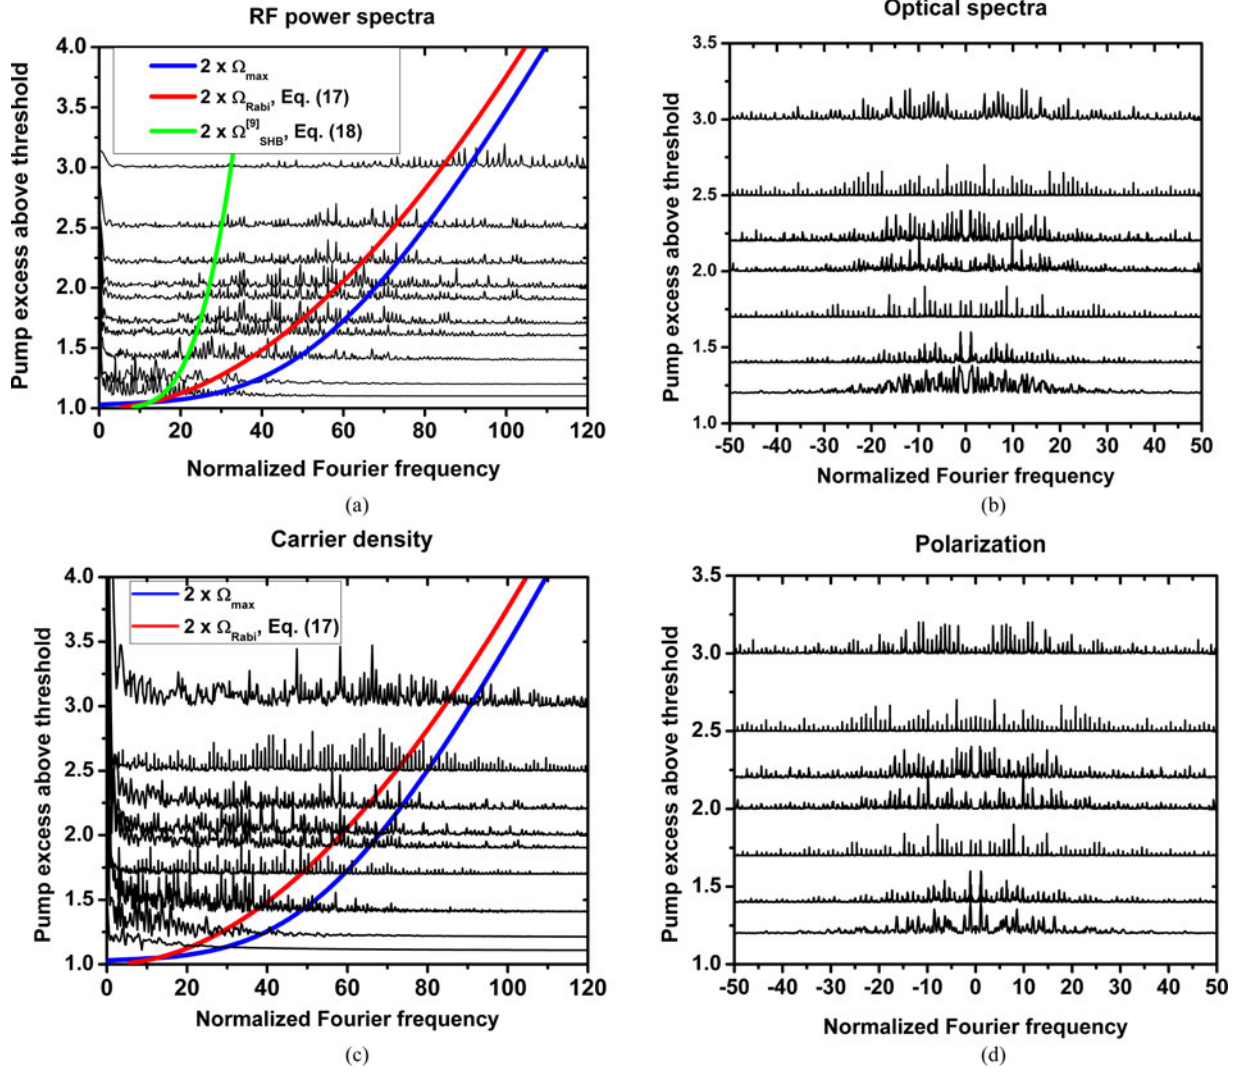 RF power spectra
Pump excess above threshold
4.0
3.5
3.0
2.5
2.0
1.5
1.0
2 x Ωmax
2 x ΩRabi, Eq. (17)
2 x Ω[9]SHB, Eq. (18)
0 20 40 60 80 100 120
Normalized Fourier frequency
(a)
Optical spectra
Pump excess above threshold
3.5
3.0
2.5
2.0
1.5
1.0
-50 -40 -30 -20 -10 0 10 20 30 40 50
Normalized Fourier frequency
(b)
Carrier density
Pump excess above threshold
4.0
3.5
3.0
2.5
2.0
1.5
1.0
2 x Ωmax
2 x ΩRabi, Eq. (17)
0 20 40 60 80 100 120
Normalized Fourier frequency
(c)
Polarization
Pump excess above threshold
3.5
3.0
2.5
2.0
1.5
1.0
-50 -40 -30 -20 -10 0 10 20 30 40 50
Normalized Fourier frequency
(d)